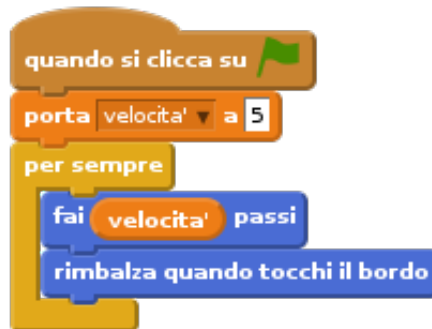 quando si clicca su
porta velocita' a 5
per sempre
fai velocita' passi
rimbalza quando tocchi il bordo